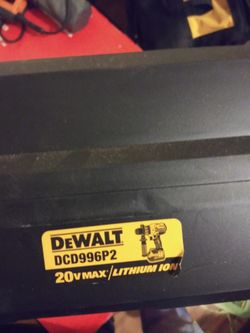 DEWALT
DCD996P2
20V MAX* / LITHIUM ION